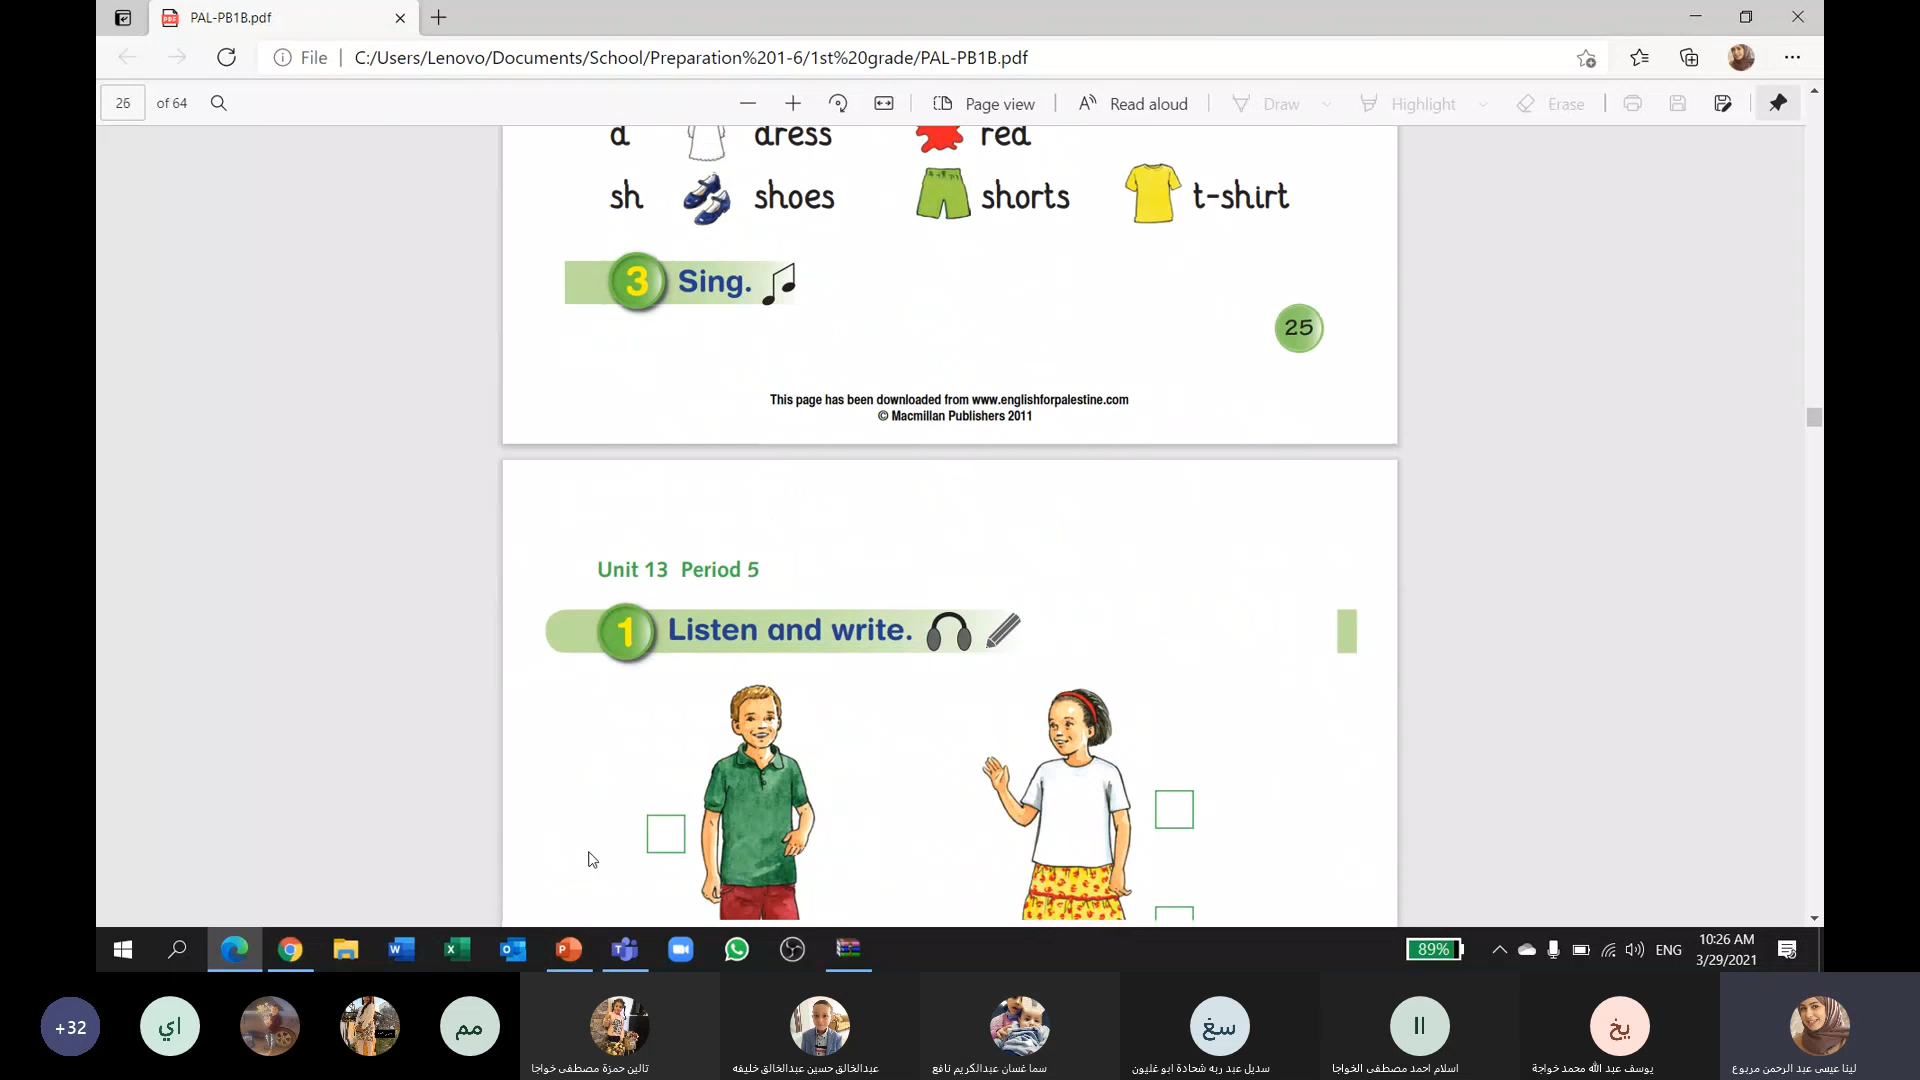 PAL-PB1B.pdf
File C:/Users/Lenovo/Documents/School/Preparation%201-6/1st%20grade/PAL-PB1B.pdf
26 of 64 Page view Read aloud Draw Highlight Erase
d dress red
sh shoes shorts t-shirt
3 Sing.
25
This page has been downloaded from www.englishforpalestine.com
© Macmillan Publishers 2011
Unit 13 Period 5
1 Listen and write.
89% ENG 10:26 AM
3/29/2021
+32 اي مم سغ اا يخ
تالين حمزة مصطفى خواجا عبدالخالق حسين عبدالخالق خليفه سما غسان عبدالكريم نافع سديل عبد ربه شحادة ابو غليون اسلام احمد مصطفى الخواجا يوسف عبد الله محمد خواجة لينا عيسى عبد الرحمن مربوع